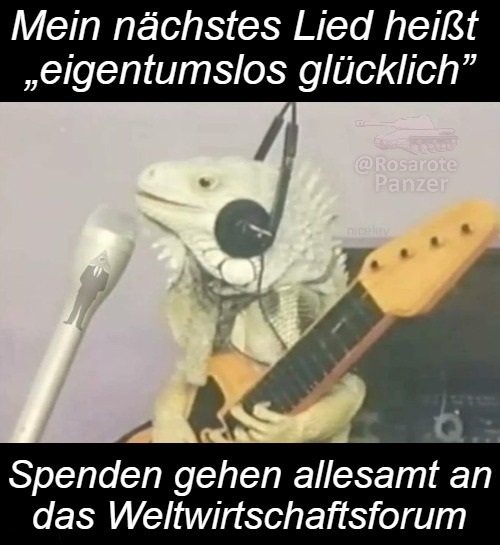 Mein nächstes Lied heißt
„eigentumslos glücklich”
@Rosarote
Panzer
Spenden gehen allesamt an
das Weltwirtschaftsforum